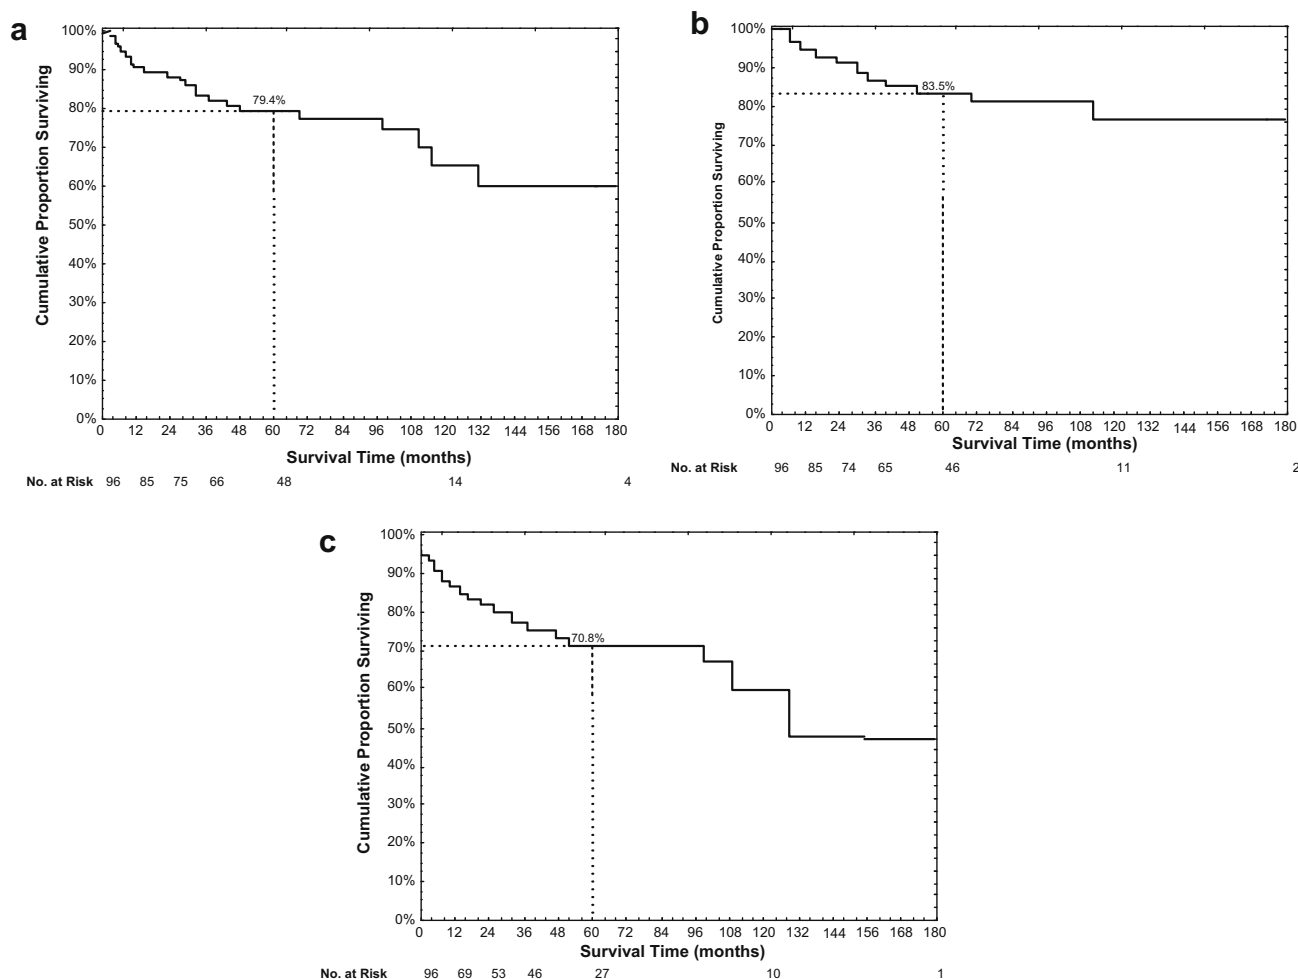 a
Cumulative Proportion Surviving
100%
90%
80%
70%
60%
50%
40%
30%
20%
10%
0%
79.4%
0 12 24 36 48 60 72 84 96 108 120 132 144 156 168 180
Survival Time (months)
No. at Risk 96 85 75 66 48 14 4
b
Cumulative Proportion Surviving
100%
90%
80%
70%
60%
50%
40%
30%
20%
10%
0%
83.5%
0 12 24 36 48 60 72 84 96 108 120 132 144 156 168 180
Survival Time (months)
No. at Risk 96 85 74 65 46 11 2
c
Cumulative Proportion Surviving
100%
90%
80%
70%
60%
50%
40%
30%
20%
10%
0%
70.8%
0 12 24 36 48 60 72 84 96 108 120 132 144 156 168 180
Survival Time (months)
No. at Risk 96 69 53 46 27 10 1